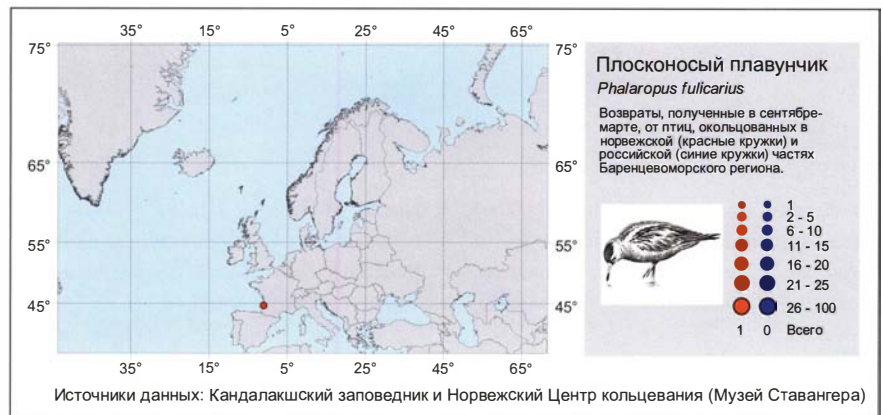 35° 15° 5° 25° 45° 65°
75° 75°
65° 65°
55° 55°
45° 45°
35° 15° 5° 25° 45° 65°
Плосконосый плавунчик
Phalaropus fulicarius
Возвраты, полученные в сентябре-
марте, от птиц, окольцованных в
норвежской (красные кружки) и
российской (синие кружки) частях
Баренцевоморского региона.
1
2 - 5
6 - 10
11 - 15
16 - 20
21 - 25
26 - 100
1 0 Всего
Источники данных: Кандалакшский заповедник и Норвежский Центр кольцевания (Музей Ставангера)